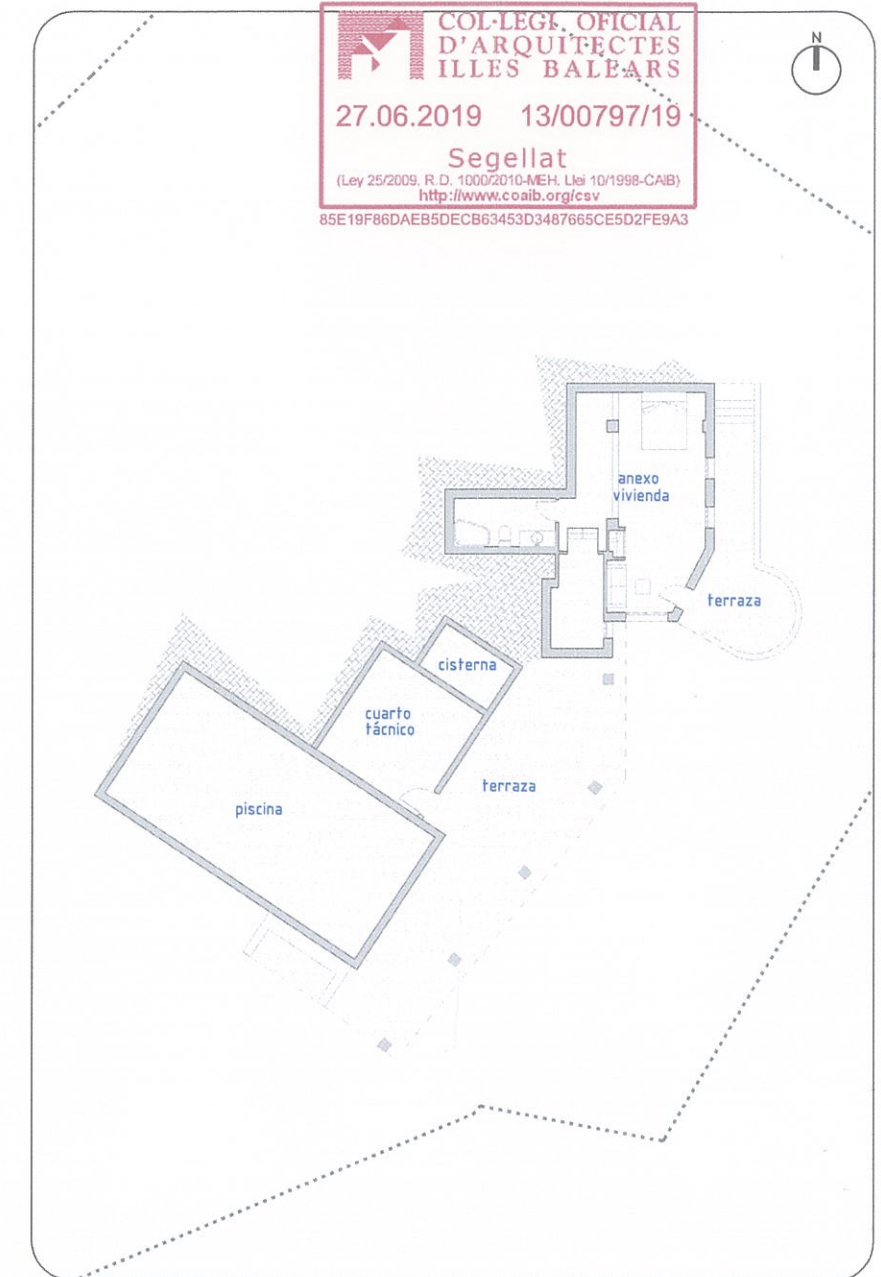 COL·LEGI OFICIAL
D'ARQUITECTES
ILLES BALEARS
27.06.2019 13/00797/19
Segellat
(Ley 25/2009, R.D. 1000/2010-MEH. Llei 10/1998-CAIB)
http://www.coaib.org/csv
85E19F86DAEB5DECB63453D3487665CE5D2FE9A3
N
anexo
vivienda
terraza
cisterna
cuarto
tácnico
terraza
piscina